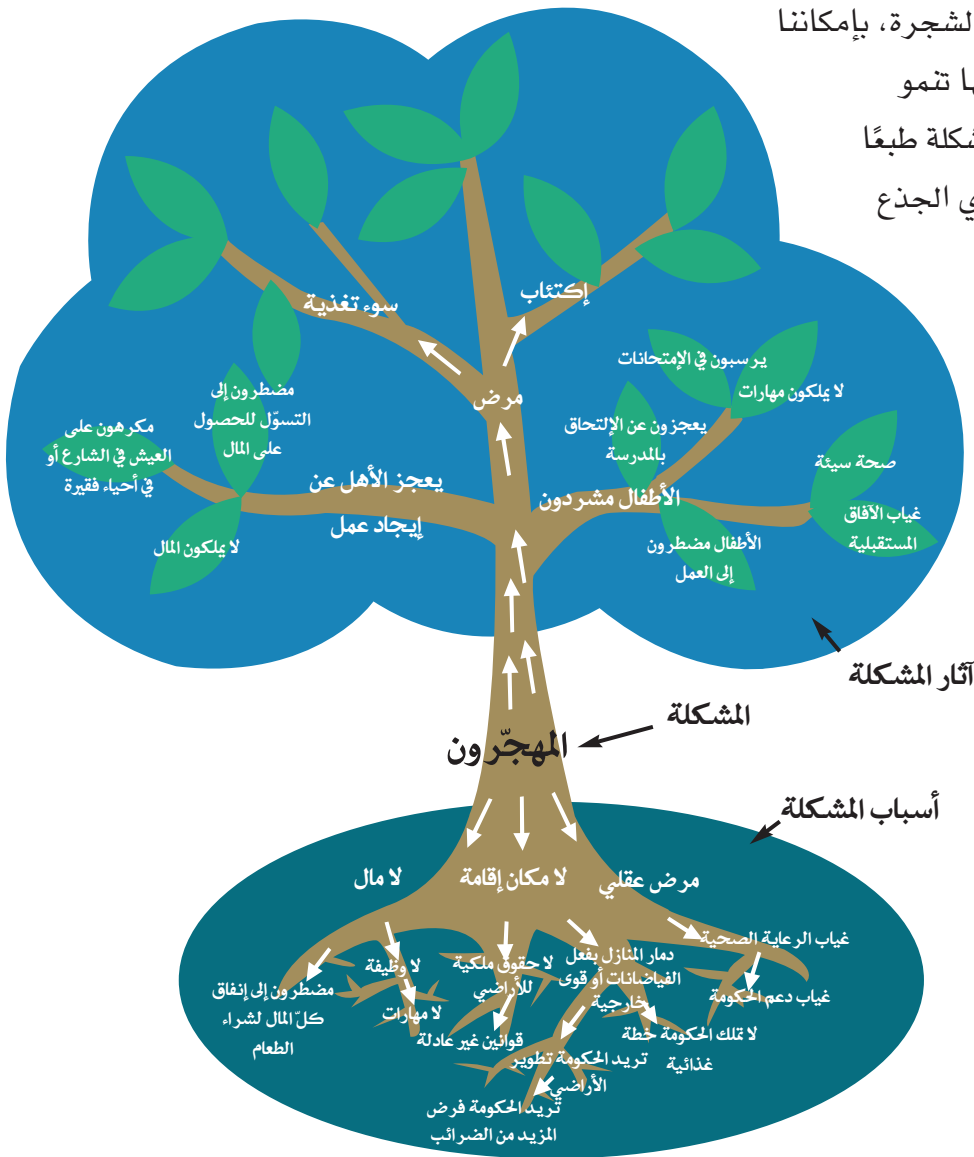 لشجرة، بإمكاننا
ها تنمو
شكلة طبعًا
ي الجذع
إكتئاب
سوء تغذية
يرسبون في الإمتحانات
لا يملكون مهارات
مرض
مضطرون إلى
التسوّل للحصول
على المال
يعجزون عن الإلتحاق
بالمدرسة
مكرهون على
العيش في الشارع أو
في أحياء فقيرة
صحة سيئة
يعجز الأهل عن
إيجاد عمل
الأطفال مشردون
غياب الآفاق
المستقبلية
لا يملكون المال
الأطفال مضطرون
إلى العمل
آثار المشكلة
المشكلة
المهجّرون
أسباب المشكلة
مرض عقلي
لا مكان إقامة
لا مال
غياب الرعاية الصحية
غياب دعم الحكومة
دمار المنازل بفعل
الفياضانات أو قوى
خارجية
لا حقوق ملكية
للأراضي
لا وظيفة
مضطرون إلى إنفاق
كلّ المال لشراء
الطعام
لا مهارات
قوانين غير عادلة
لا تملك الحكومة خطة
غذائية
تريد الحكومة تطوير
الأراضي
تريد الحكومة فرض
المزيد من الضرائب